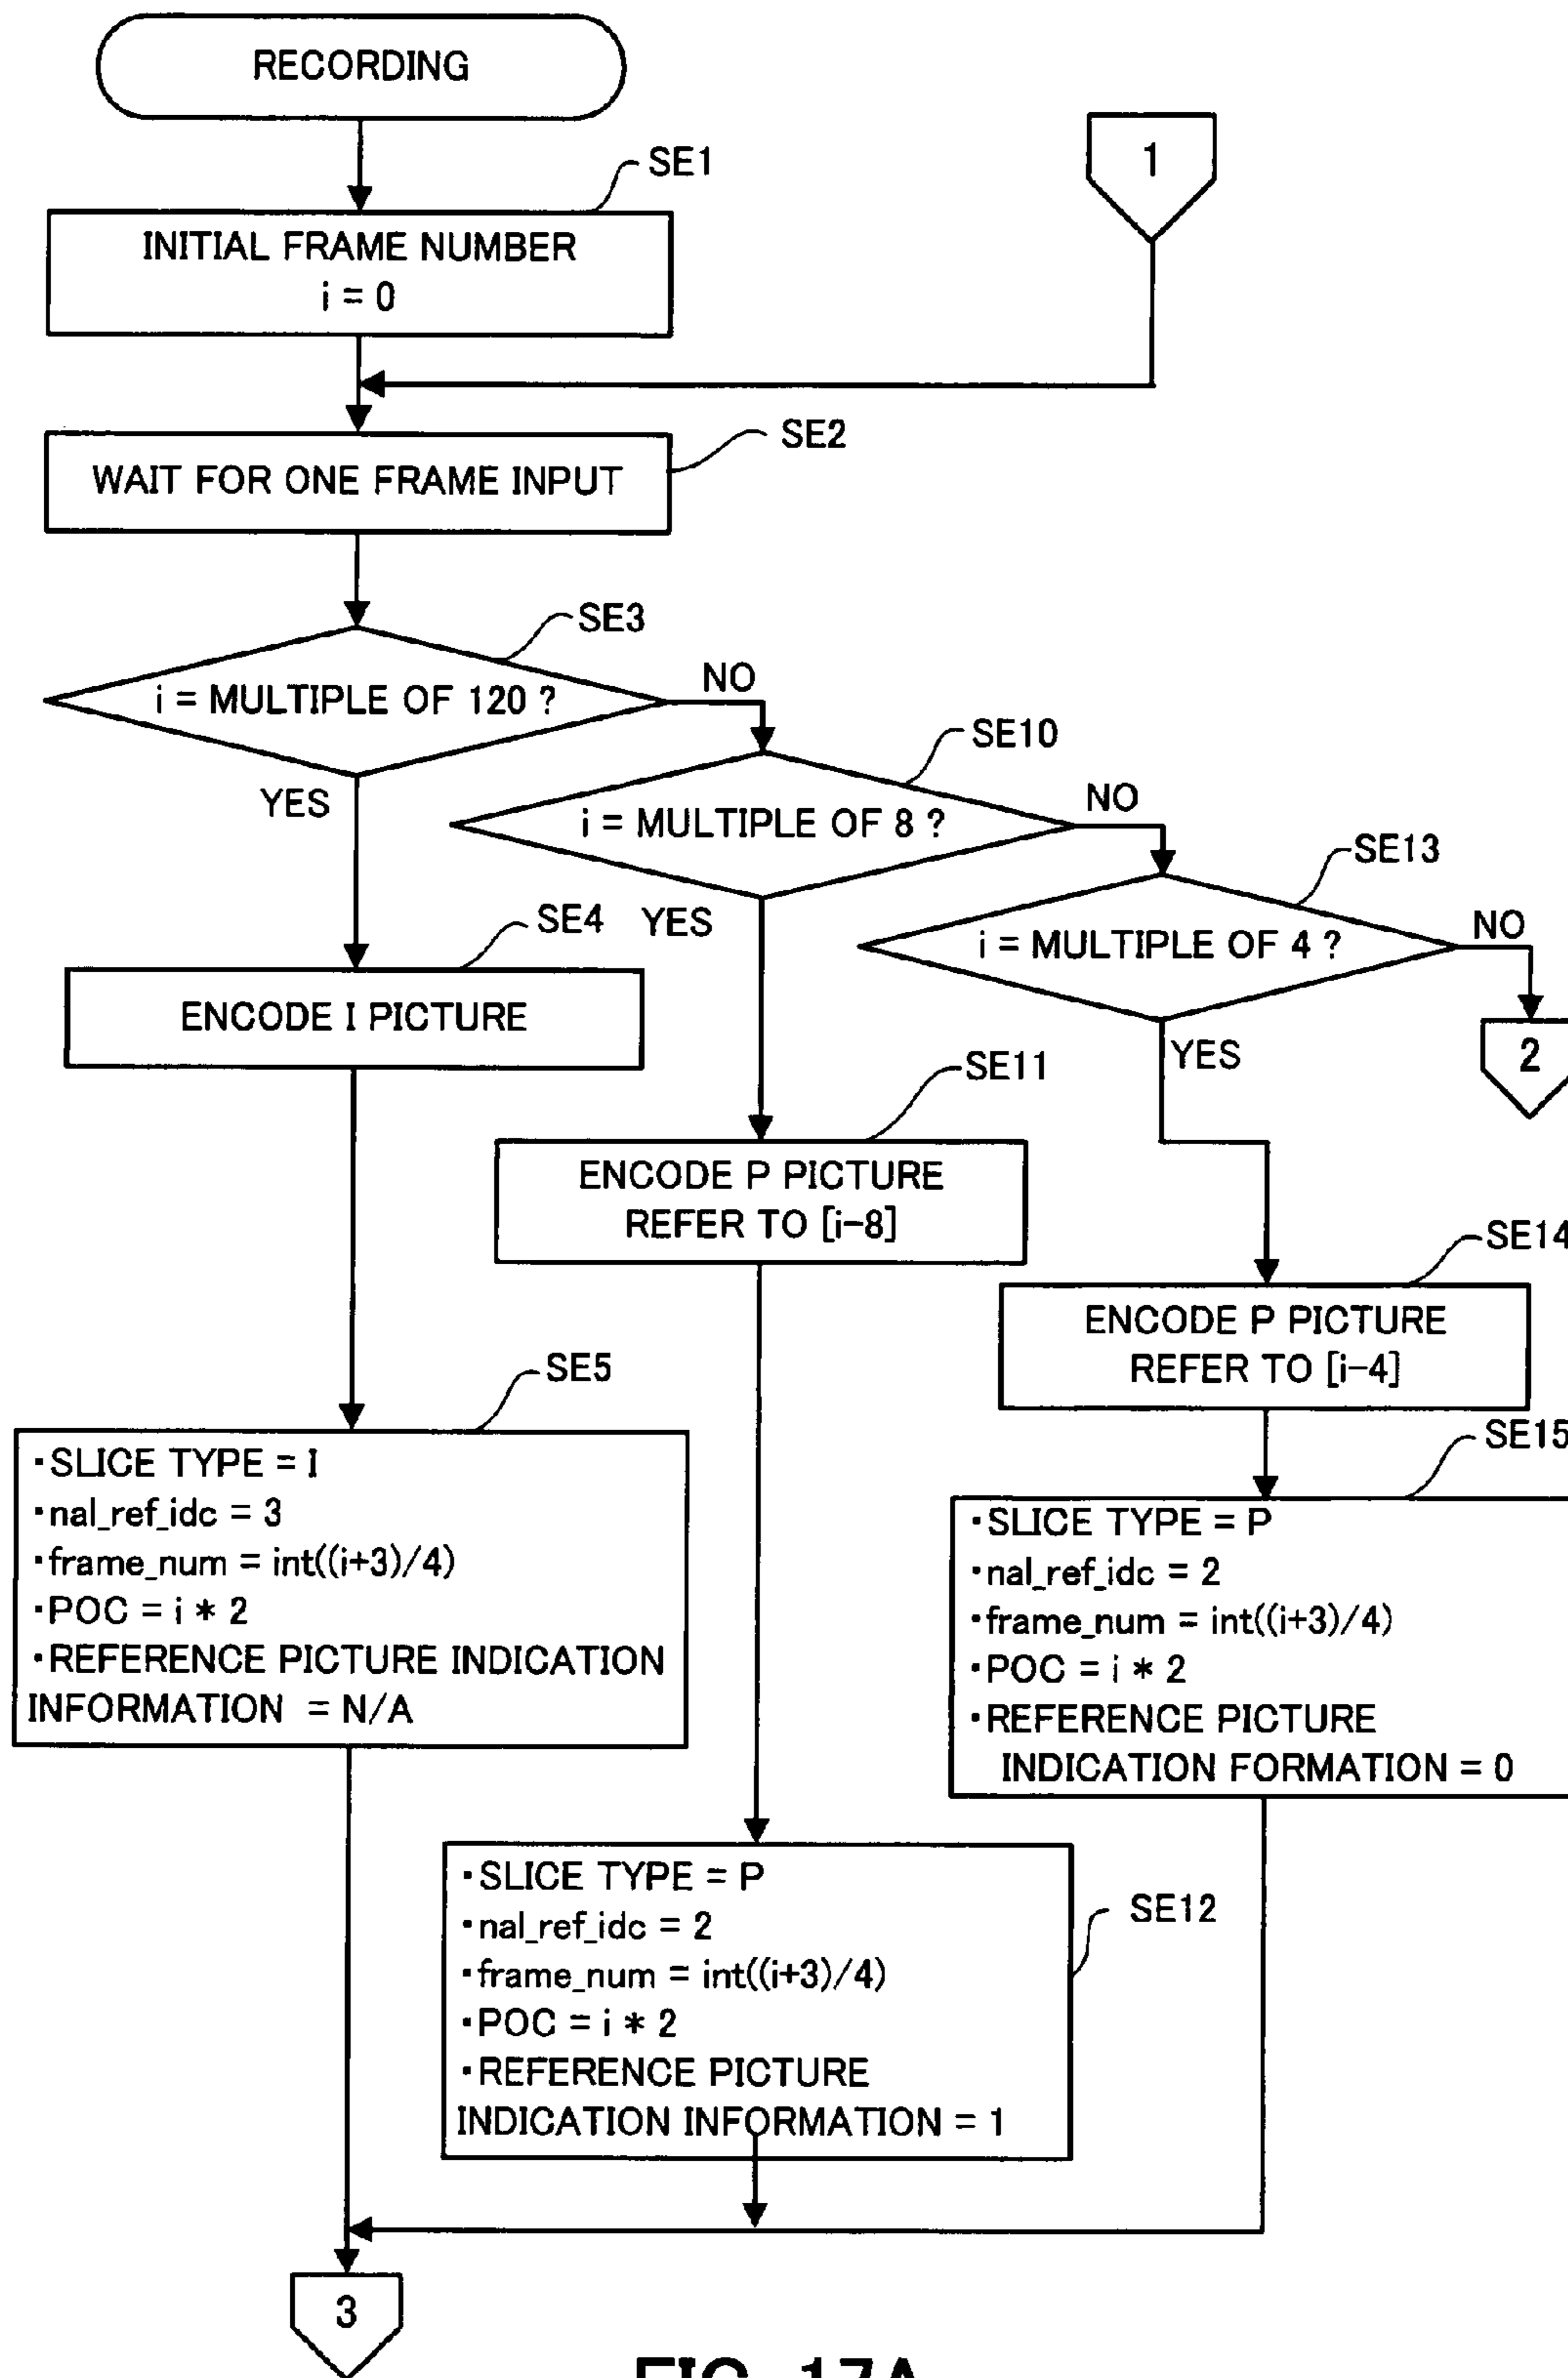 RECORDING
SE1
1
INITIAL FRAME NUMBER
i = 0
SE2
WAIT FOR ONE FRAME INPUT
SE3
i = MULTIPLE OF 120 ?
NO
YES
SE10
i = MULTIPLE OF 8 ?
NO
YES
SE13
i = MULTIPLE OF 4 ?
NO
YES
2
SE4
ENCODE I PICTURE
SE11
ENCODE P PICTURE
REFER TO [i-8]
SE14
ENCODE P PICTURE
REFER TO [i-4]
SE5
・SLICE TYPE = I
・nal_ref_idc = 3
・frame_num = int((i+3)/4)
・POC = i * 2
・REFERENCE PICTURE INDICATION
INFORMATION = N/A
SE15
・SLICE TYPE = P
・nal_ref_idc = 2
・frame_num = int((i+3)/4)
・POC = i * 2
・REFERENCE PICTURE
INDICATION FORMATION = 0
SE12
・SLICE TYPE = P
・nal_ref_idc = 2
・frame_num = int((i+3)/4)
・POC = i * 2
・REFERENCE PICTURE
INDICATION INFORMATION = 1
3
FIG. 17A